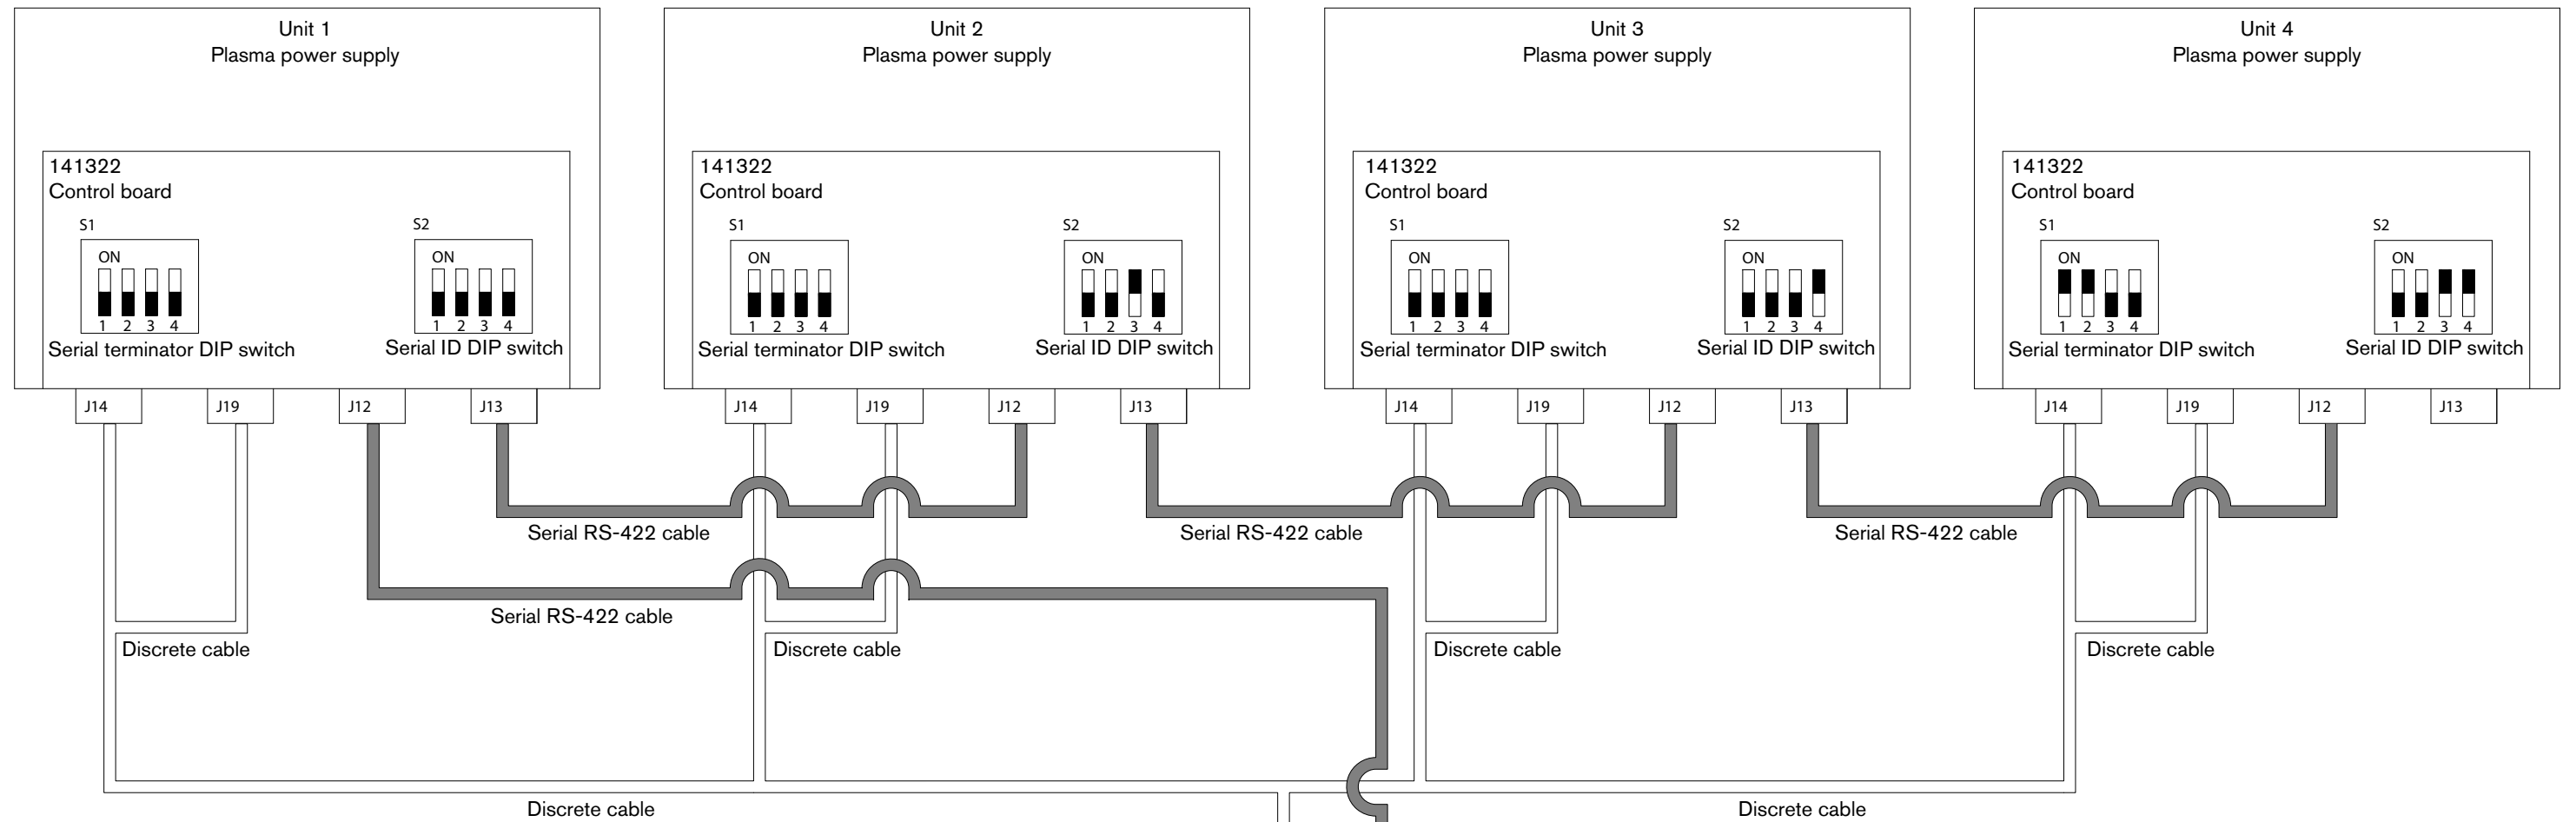 Unit 1
Plasma power supply
141322
Control board
S1
ON
1 2 3 4
Serial terminator DIP switch
S2
ON
1 2 3 4
Serial ID DIP switch
J14
J19
J12
J13
Unit 2
Plasma power supply
141322
Control board
S1
ON
1 2 3 4
Serial terminator DIP switch
S2
ON
1 2 3 4
Serial ID DIP switch
J14
J19
J12
J13
Unit 3
Plasma power supply
141322
Control board
S1
ON
1 2 3 4
Serial terminator DIP switch
S2
ON
1 2 3 4
Serial ID DIP switch
J14
J19
J12
J13
Unit 4
Plasma power supply
141322
Control board
S1
ON
1 2 3 4
Serial terminator DIP switch
S2
ON
1 2 3 4
Serial ID DIP switch
J14
J19
J12
J13
Serial RS-422 cable
Serial RS-422 cable
Serial RS-422 cable
Serial RS-422 cable
Discrete cable
Discrete cable
Discrete cable
Discrete cable
Discrete cable
Discrete cable